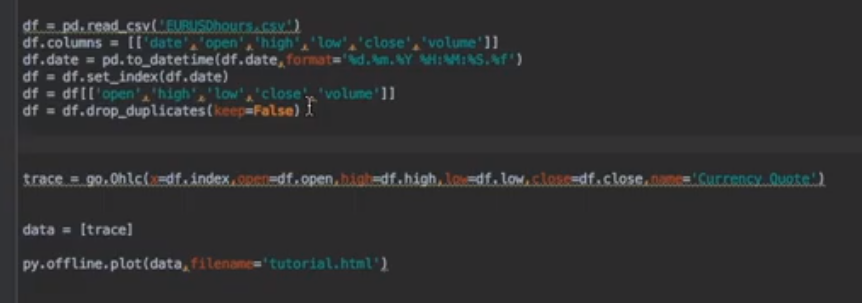 df = pd.read_csv('EURUSDhours.csv')
df.columns = [['date','open','high','low','close','volume']]
df.date = pd.to_datetime(df.date,format='%d.%m.%Y %H:%M:%S.%f')
df = df.set_index(df.date)
df = df[['open','high','low','close','volume']]
df = df.drop_duplicates(keep=False)
trace = go.Ohlc(x=df.index,open=df.open,high=df.high,low=df.low,close=df.close,name='Currency Quote')
data = [trace]
py.offline.plot(data,filename='tutorial.html')